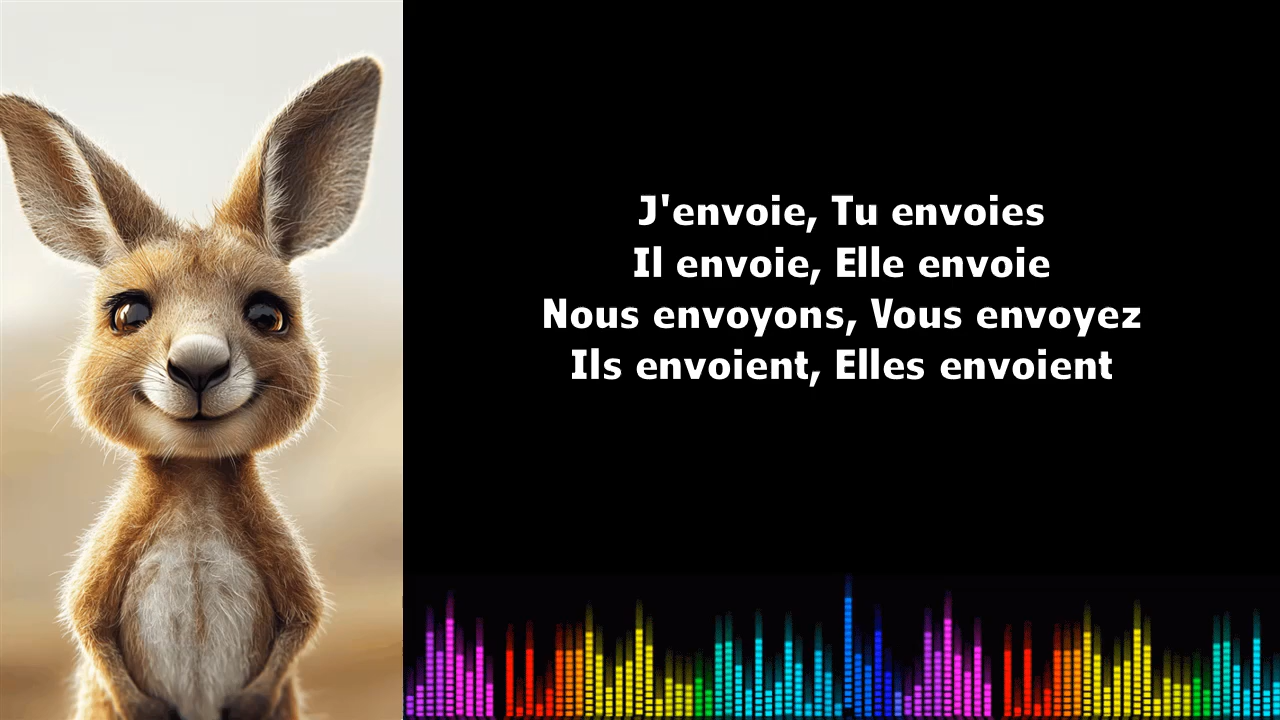 J'envoie, Tu envoies
Il envoie, Elle envoie
Nous envoyons, Vous envoyez
Ils envoient, Elles envoient